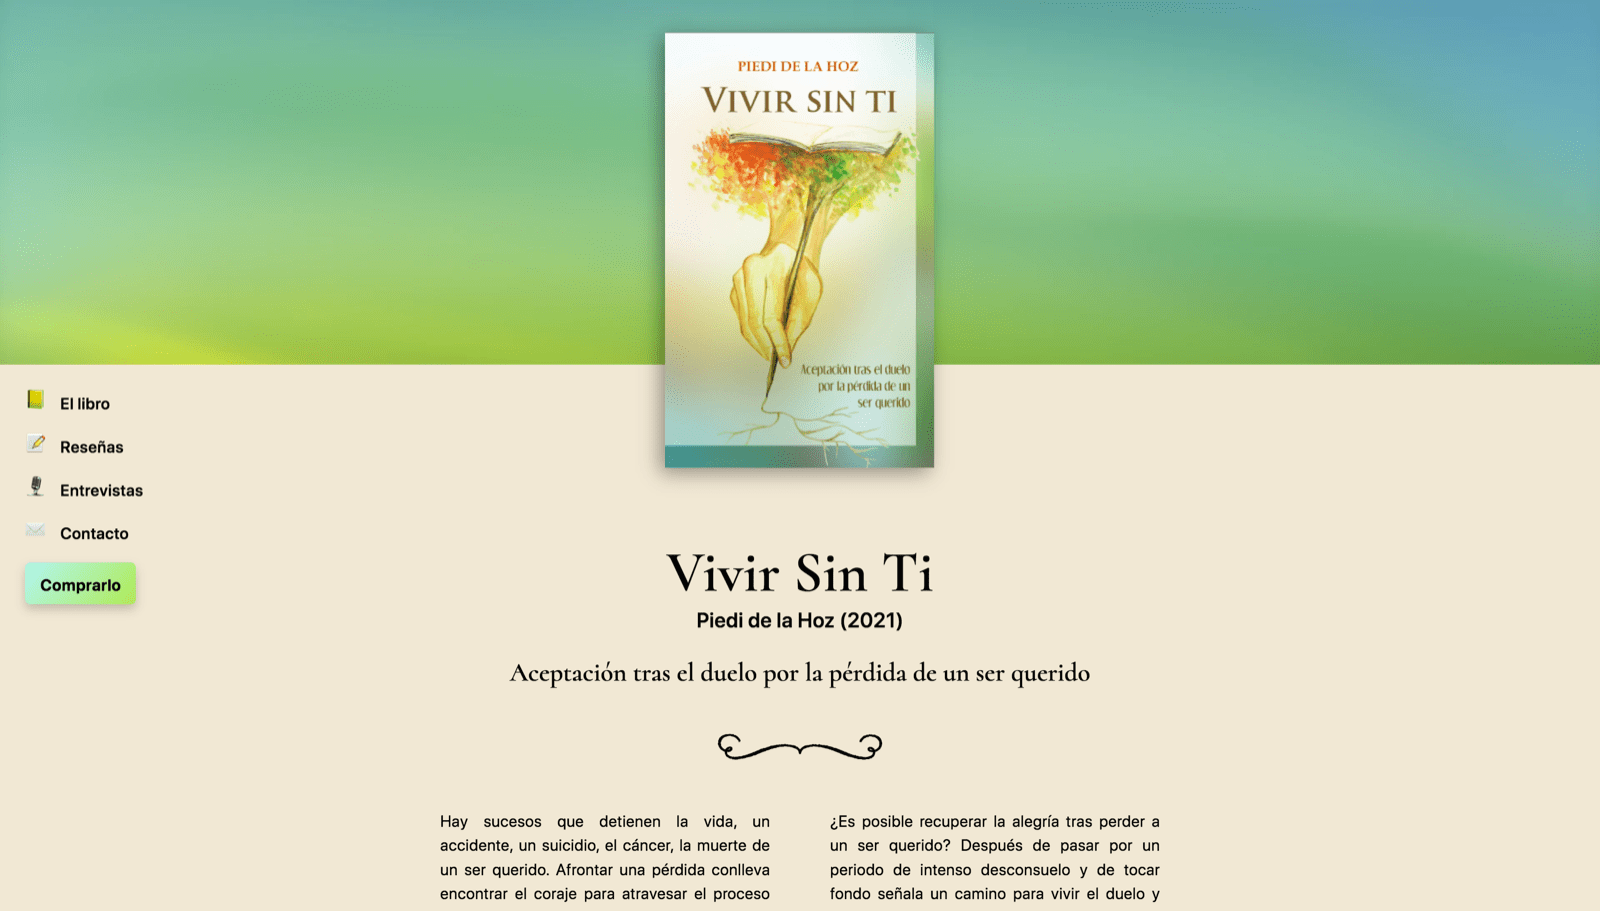 PIEDI DE LA HOZ
VIVIR SIN TI
Aceptación tras el duelo
por la pérdida de un
ser querido
El libro
Reseñas
Entrevistas
Contacto
Comprarlo
Vivir Sin Ti
Piedi de la Hoz (2021)
Aceptación tras el duelo por la pérdida de un ser querido
Hay sucesos que detienen la vida, un
accidente, un suicidio, el cáncer, la muerte de
un ser querido. Afrontar una pérdida conlleva
encontrar el coraje para atravesar el proceso
¿Es posible recuperar la alegría tras perder a
un ser querido? Después de pasar por un
periodo de intenso desconsuelo y de tocar
fondo señala un camino para vivir el duelo y